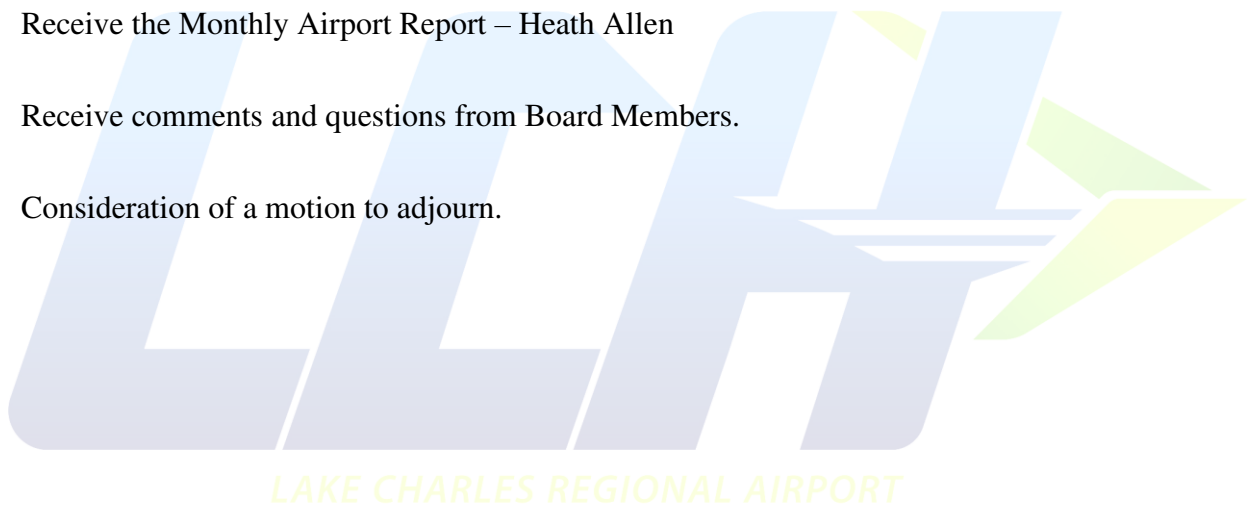 Receive the Monthly Airport Report – Heath Allen
Receive comments and questions from Board Members.
Consideration of a motion to adjourn.
LCH
LAKE CHARLES REGIONAL AIRPORT